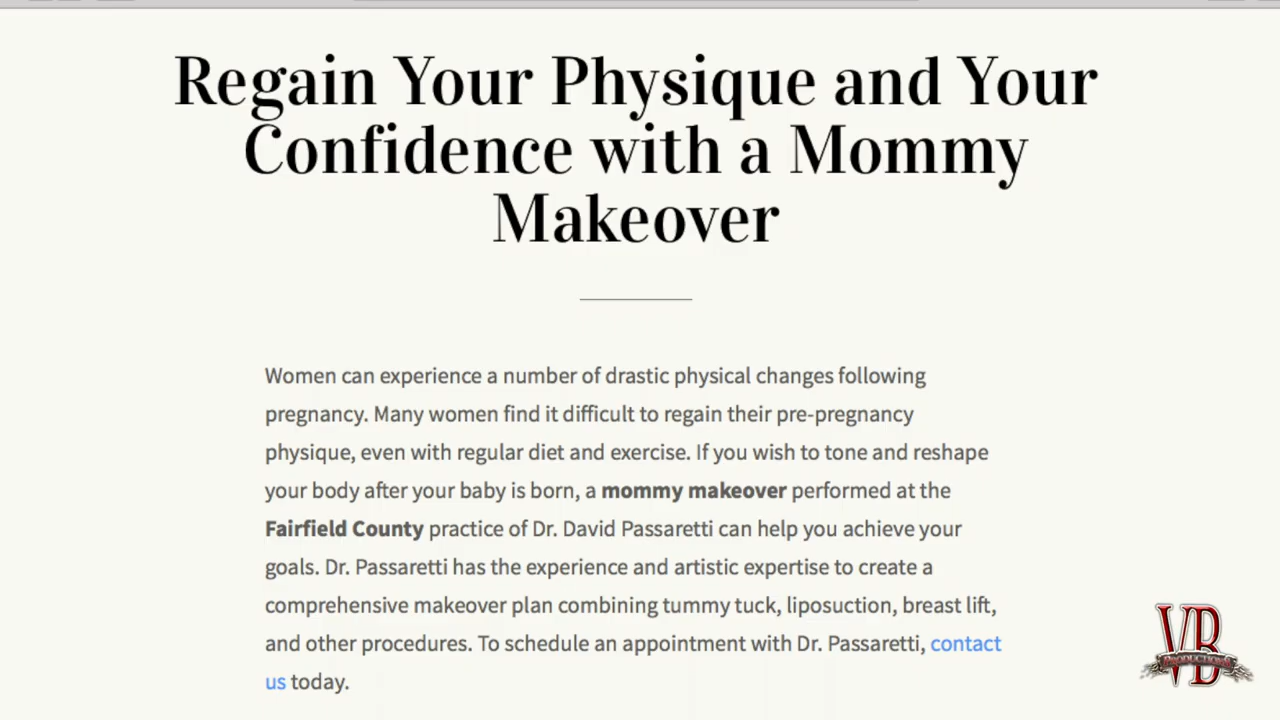 Regain Your Physique and Your
Confidence with a Mommy
Makeover
Women can experience a number of drastic physical changes following
pregnancy. Many women find it difficult to regain their pre-pregnancy
physique, even with regular diet and exercise. If you wish to tone and reshape
your body after your baby is born, a mommy makeover performed at the
Fairfield County practice of Dr. David Passaretti can help you achieve your
goals. Dr. Passaretti has the experience and artistic expertise to create a
comprehensive makeover plan combining tummy tuck, liposuction, breast lift,
and other procedures. To schedule an appointment with Dr. Passaretti, contact
us today.
VB
PRODUCTIONS